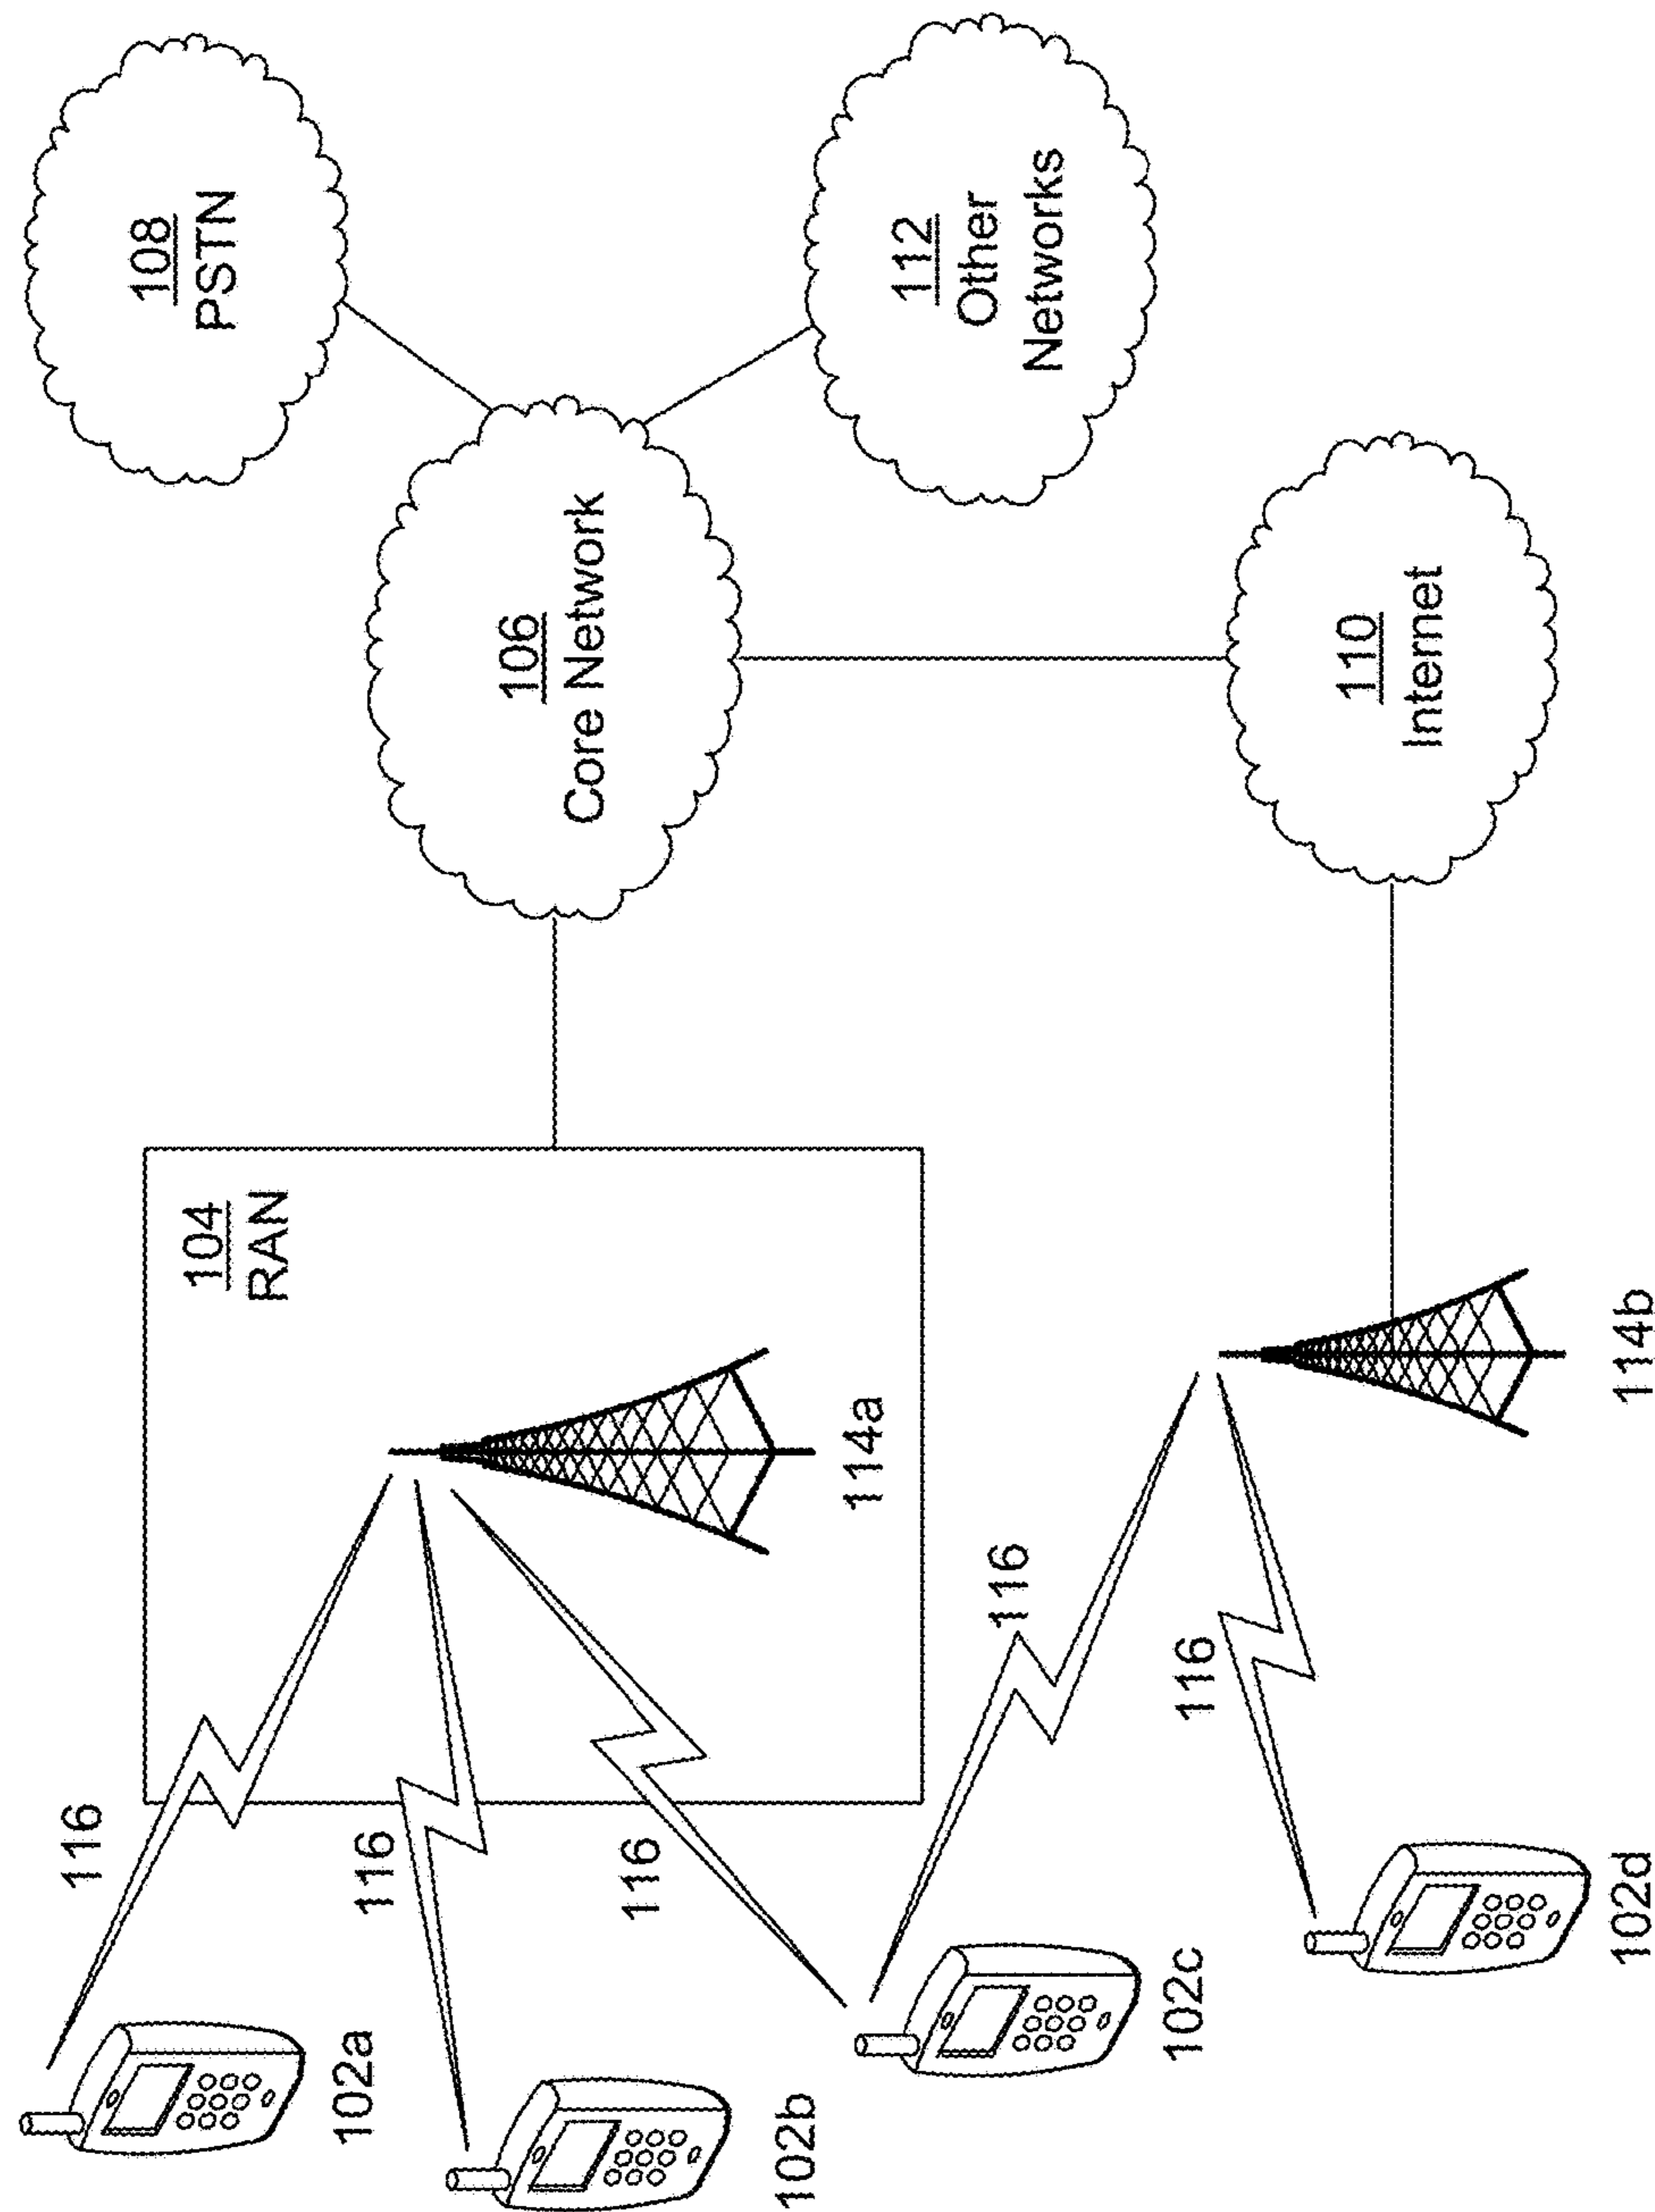 108
PSTN
104
RAN
106
Core Network
112
Other
Networks
110
Internet
114a
114b
116
116
116
116
116
102a
102b
102c
102d